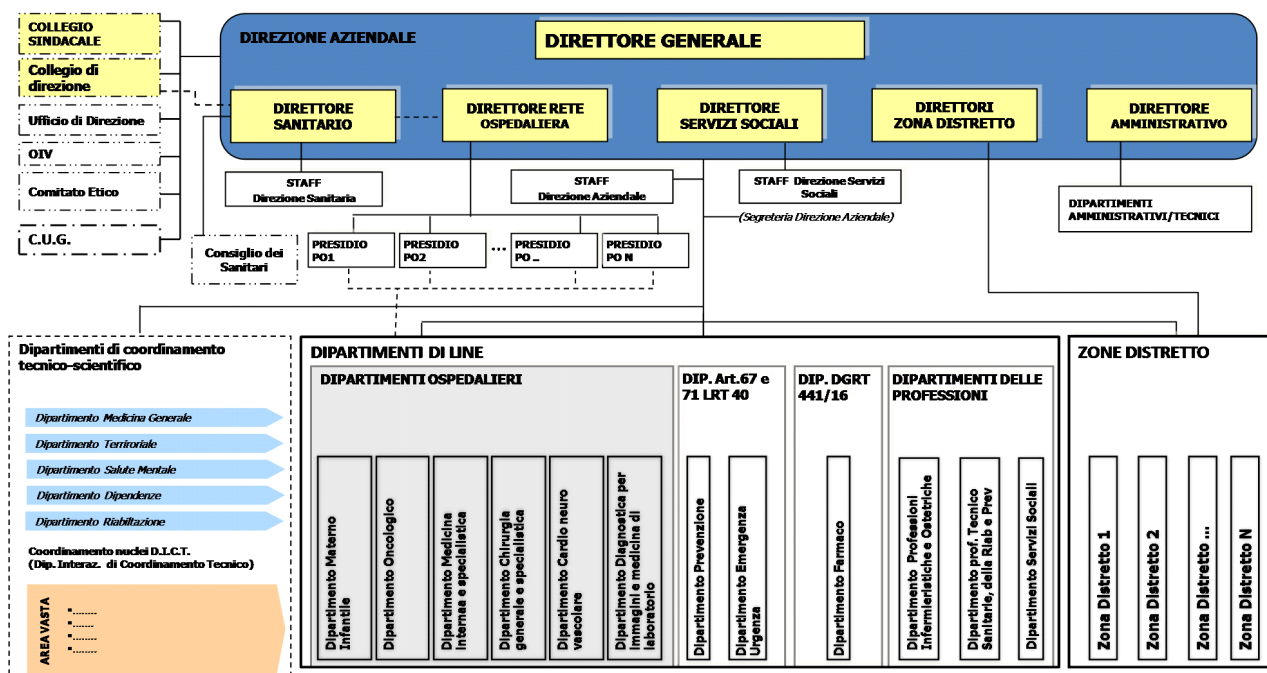 COLLEGIO
SINDACALE
Collegio di
direzione
Ufficio di Direzione
OIV
Comitato Etico
C.U.G.
DIREZIONE AZIENDALE
DIRETTORE GENERALE
DIRETTORE
SANITARIO
DIRETTORE RETE
OSPEDALIERA
DIRETTORE
SERVIZI SOCIALI
DIRETTORI
ZONA DISTRETTO
DIRETTORE
AMMINISTRATIVO
STAFF
Direzione Sanitaria
STAFF
Direzione Aziendale
STAFF Direzione Servizi
Sociali
(Segreteria Direzione Aziendale)
DIPARTIMENTI
AMMINISTRATIVI/TECNICI
Consiglio dei
Sanitari
PRESIDIO
PO1
PRESIDIO
PO2
...
PRESIDIO
PO ...
PRESIDIO
PO N
Dipartimenti di coordinamento
tecnico-scientifico
Dipartimento Medicina Generale
Dipartimento Terriroriale
Dipartimento Salute Mentale
Dipartimento Dipendenze
Dipartimento Riabiltazione
Coordinamento nuclei D.I.C.T.
(Dip. Interaz. di Coordinamento Tecnico)
AREA VASTA
"........
"......
".......
"........
DIPARTIMENTI DI LINE
DIPARTIMENTI OSPEDALIERI
Dipartimento Materno
Infantile
Dipartimento Oncologico
Dipartimento Medicina
Internaa e specialistica
Dipartimento Chirurgia
generale e specialistica
Dipartimento Cardio neuro
vascolare
Dipartimento Diagnostica per
immagini e medicina di
laboratorio
DIP. Art.67 e
71 LRT 40
Dipartimento Prevenzione
Dipartimento Emergenza
Urgenza
DIP. DGRT
441/16
Dipartimento Farmaco
DIPARTIMENTI DELLE
PROFESSIONI
Dipartimento Professioni
Infermieristiche e Ostetriche
Dipartimento prof. Tecnico
Sanitarie, della Riab e Prev
Dipartimento Servizi Sociali
ZONE DISTRETTO
Zona Distretto 1
Zona Distretto 2
Zona Distretto ...
Zona Distretto N